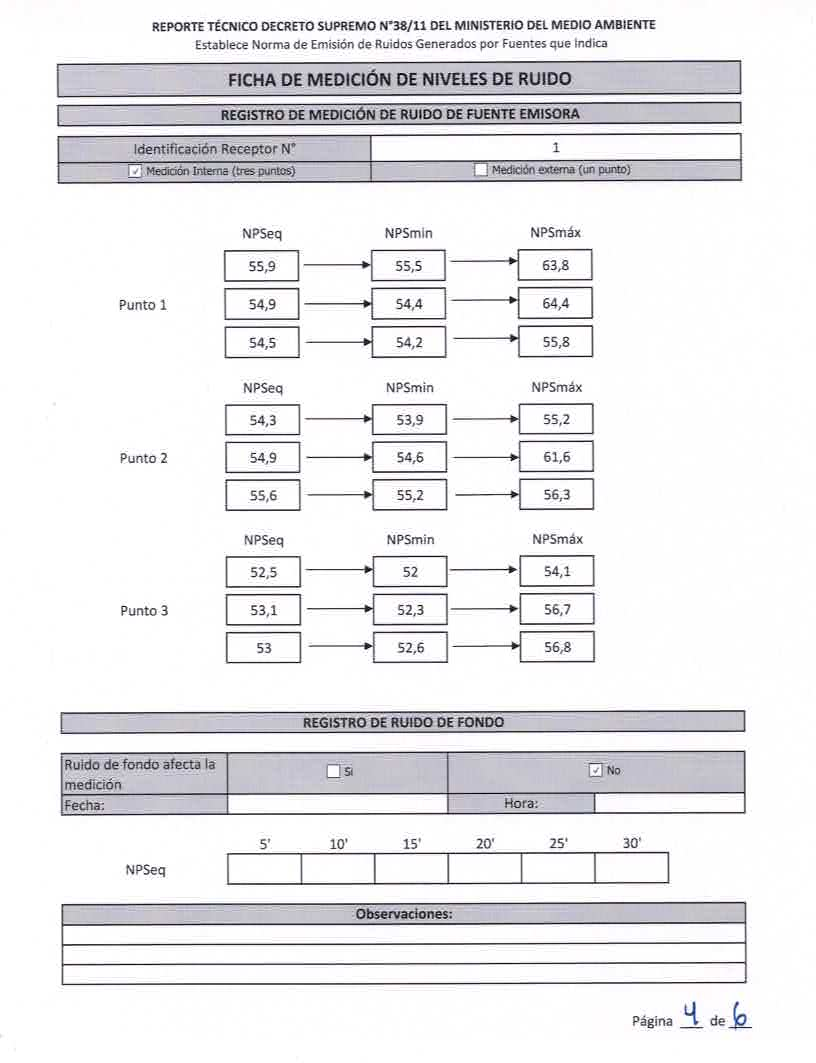 REPORTE TÉCNICO DECRETO SUPREMO N°38/11 DEL MINISTERIO DEL MEDIO AMBIENTE
Establece Norma de Emisión de Ruidos Generados por Fuentes que Indica
FICHA DE MEDICIÓN DE NIVELES DE RUIDO
REGISTRO DE MEDICIÓN DE RUIDO DE FUENTE EMISORA
Identificación Receptor N° 1
Medición Interna (tres puntos) Medición externa (un punto)
NPSeq NPSmin NPSmáx
55,9 55,5 63,8
Punto 1 54,9 54,4 64,4
54,5 54,2 55,8
NPSeq NPSmin NPSmáx
54,3 53,9 55,2
Punto 2 54,9 54,6 61,6
55,6 55,2 56,3
NPSeq NPSmin NPSmáx
52,5 52 54,1
Punto 3 53,1 52,3 56,7
53 52,6 56,8
REGISTRO DE RUIDO DE FONDO
Ruido de fondo afecta la
medición Si No
Fecha: Hora:
5' 10' 15' 20' 25' 30'
NPSeq
Observaciones:
Página 4 de 6